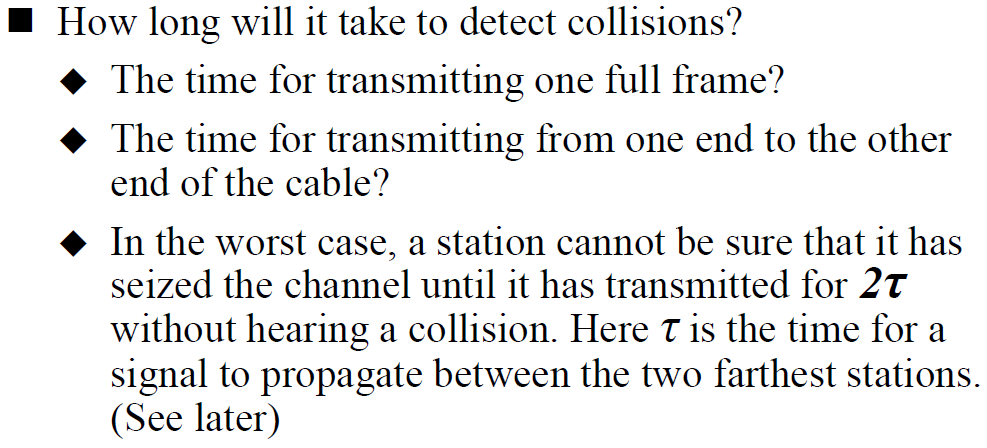 ■ How long will it take to detect collisions?
◆ The time for transmitting one full frame?
◆ The time for transmitting from one end to the other
end of the cable?
◆ In the worst case, a station cannot be sure that it has
seized the channel until it has transmitted for 2τ
without hearing a collision. Here τ is the time for a
signal to propagate between the two farthest stations.
(See later)